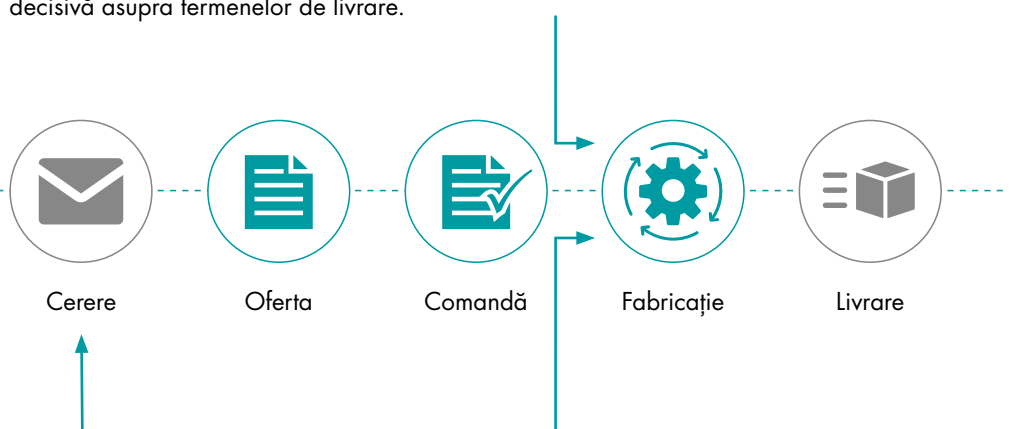 decisivă asupra termenelor de livrare.
Cerere
Oferta
Comandă
Fabricație
Livrare